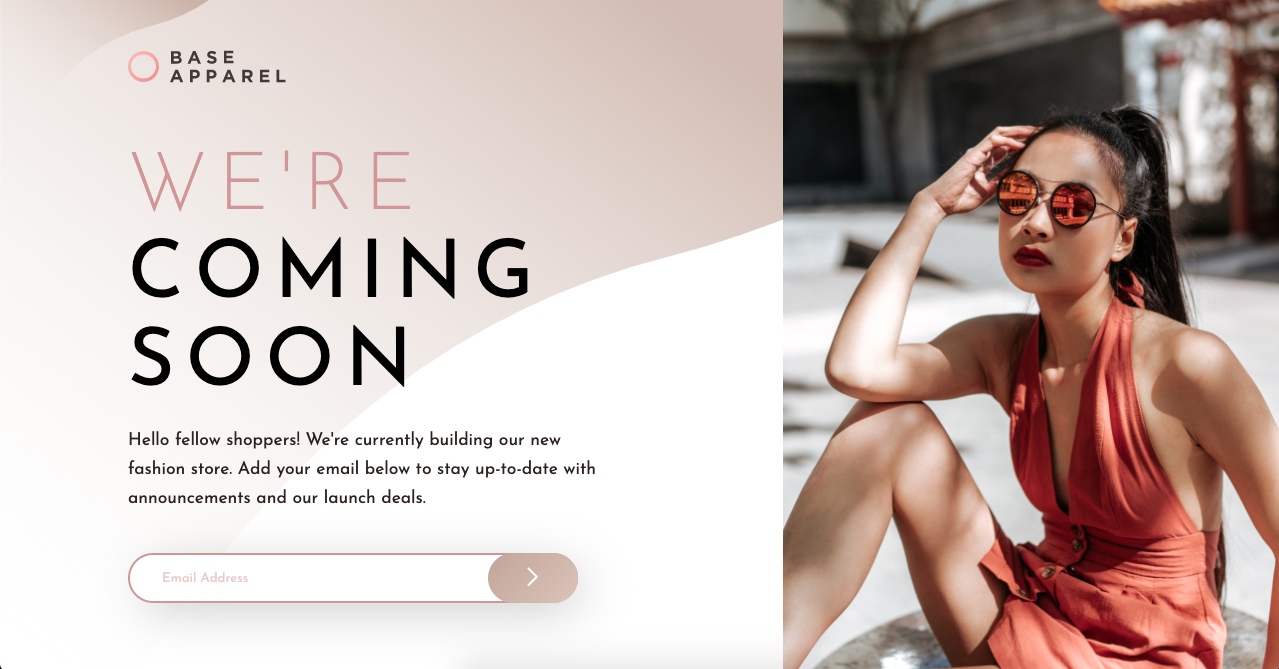 BASE
APPAREL
WE'RE
COMING
SOON
Hello fellow shoppers! We're currently building our new
fashion store. Add your email below to stay up-to-date with
announcements and our launch deals.
Email Address